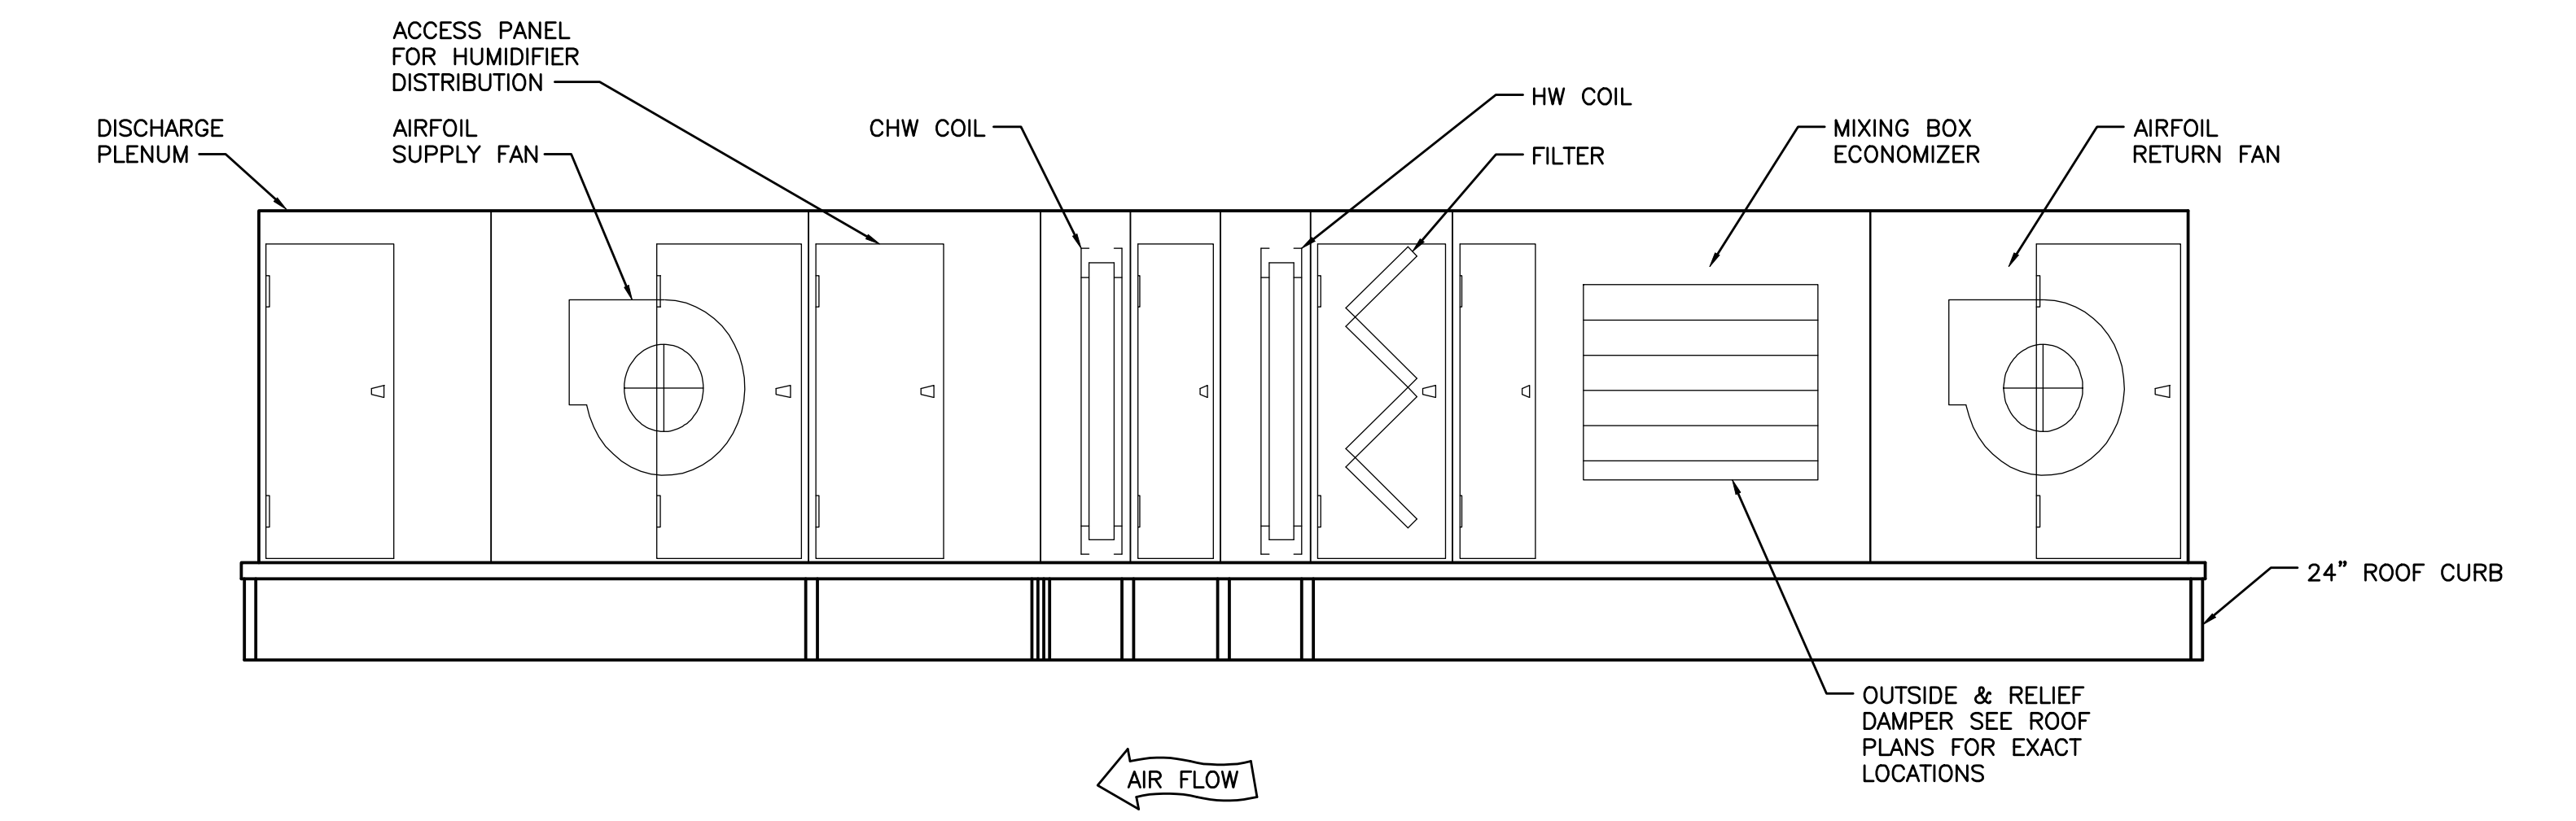 ACCESS PANEL
FOR HUMIDIFIER
DISTRIBUTION
DISCHARGE
PLENUM
AIRFOIL
SUPPLY FAN
CHW COIL
HW COIL
FILTER
MIXING BOX
ECONOMIZER
AIRFOIL
RETURN FAN
24” ROOF CURB
OUTSIDE & RELIEF
DAMPER SEE ROOF
PLANS FOR EXACT
LOCATIONS
AIR FLOW